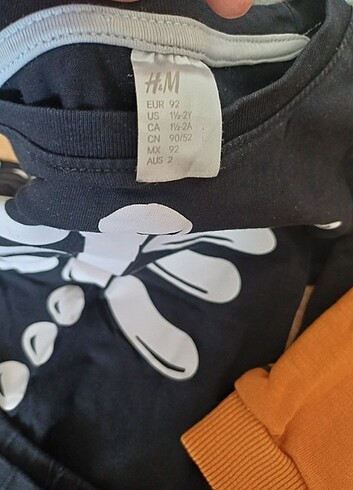 H&M
EUR 92
US 1½-2Y
CA 1½-2A
CN 90/52
MX 92
AUS 2